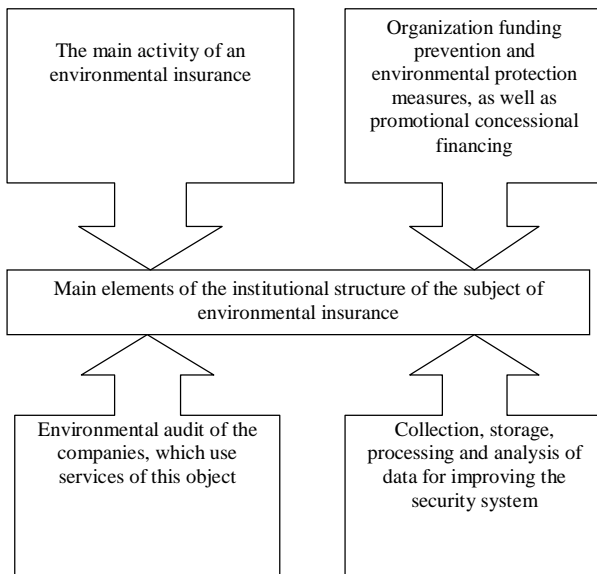 The main activity of an
environmental insurance
Organization funding
prevention and
environmental protection
measures, as well as
promotional concessional
financing
Main elements of the institutional structure of the subject of
environmental insurance
Environmental audit of the
companies, which use
services of this object
Collection, storage,
processing and analysis of
data for improving the
security system